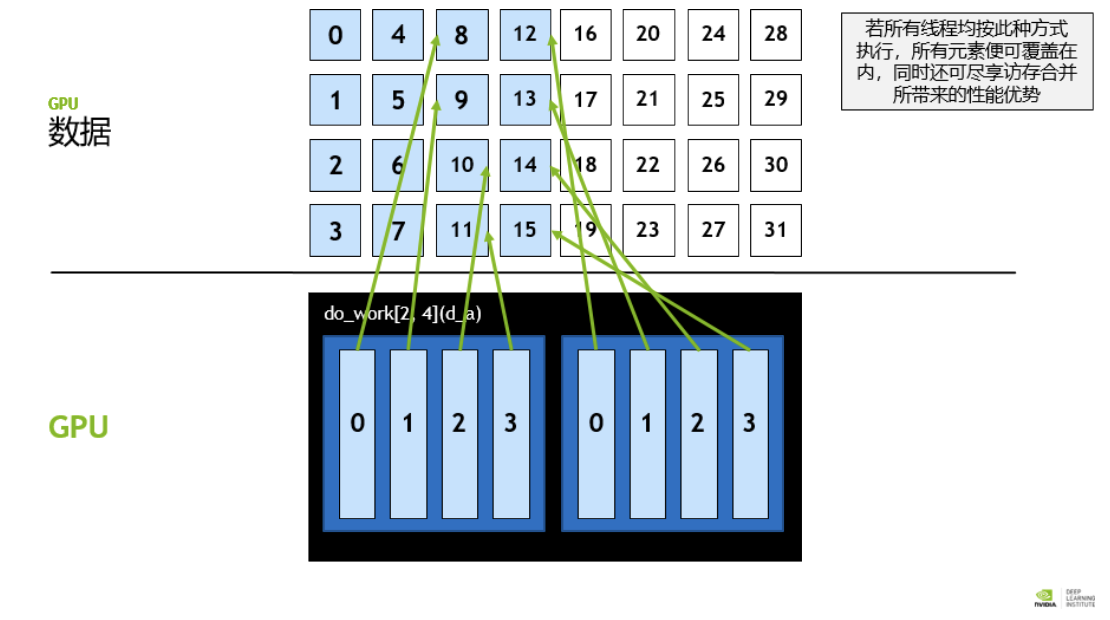 0 4 8 12 16 20 24 28
1 5 9 13 17 21 25 29
2 6 10 14 18 22 26 30
3 7 11 15 19 23 27 31
若所有线程均按此种方式
执行，所有元素便可覆盖在
内，同时还可尽享访存合并
所带来的性能优势
GPU
数据
do_work[2, 4](d_a)
GPU
0 1 2 3 0 1 2 3
NVIDIA.
DEEP
LEARNING
INSTITUTE